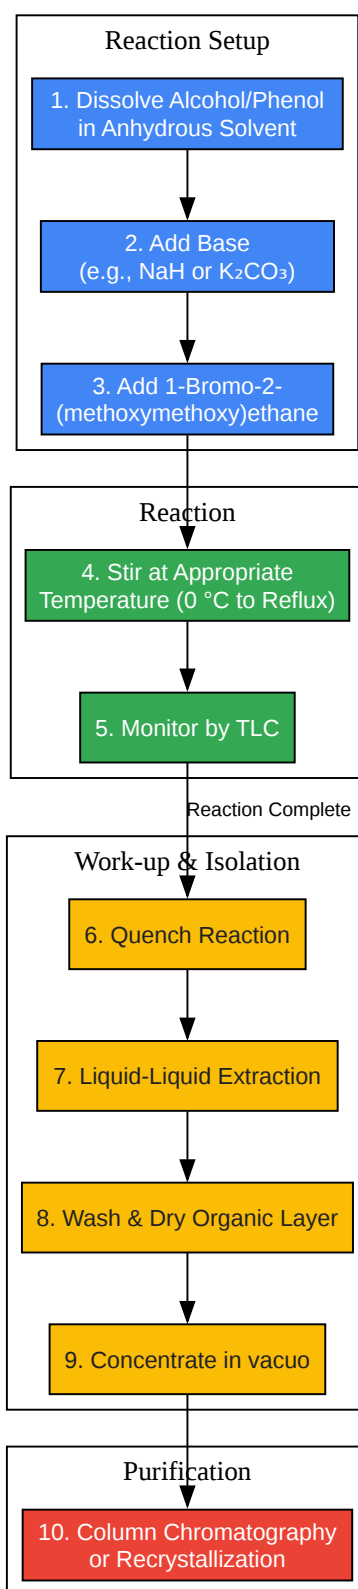 Reaction Setup
1. Dissolve Alcohol/Phenol
in Anhydrous Solvent
2. Add Base
(e.g., NaH or K₂CO₃)
3. Add 1-Bromo-2-
(methoxymethoxy)ethane
Reaction
4. Stir at Appropriate
Temperature (0 °C to Reflux)
5. Monitor by TLC
Reaction Complete
Work-up & Isolation
6. Quench Reaction
7. Liquid-Liquid Extraction
8. Wash & Dry Organic Layer
9. Concentrate in vacuo
Purification
10. Column Chromatography
or Recrystallization